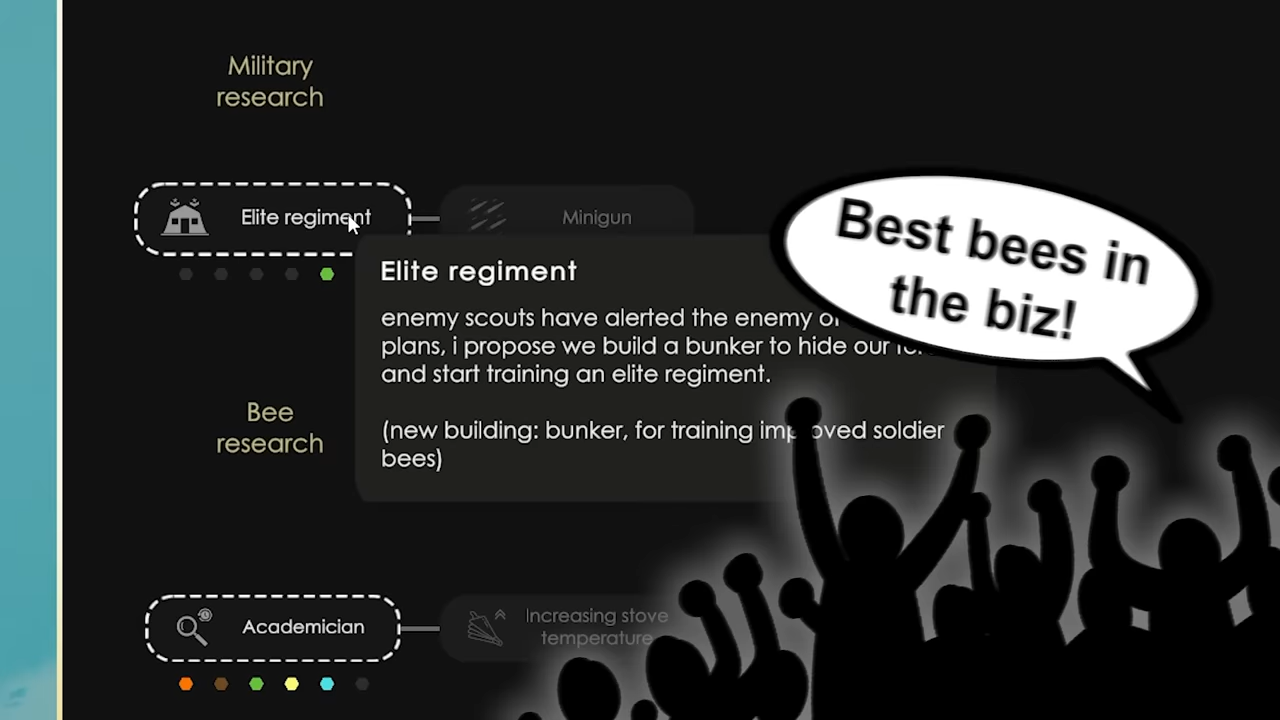 Military
research
Elite regiment
Minigun
Best bees in
the biz!
Elite regiment
enemy scouts have alerted the enemy of
plans, i propose we build a bunker to hide our
and start training an elite regiment.
(new building: bunker, for training improved soldier
bees)
Bee
research
Academician
Increasing stove
temperature